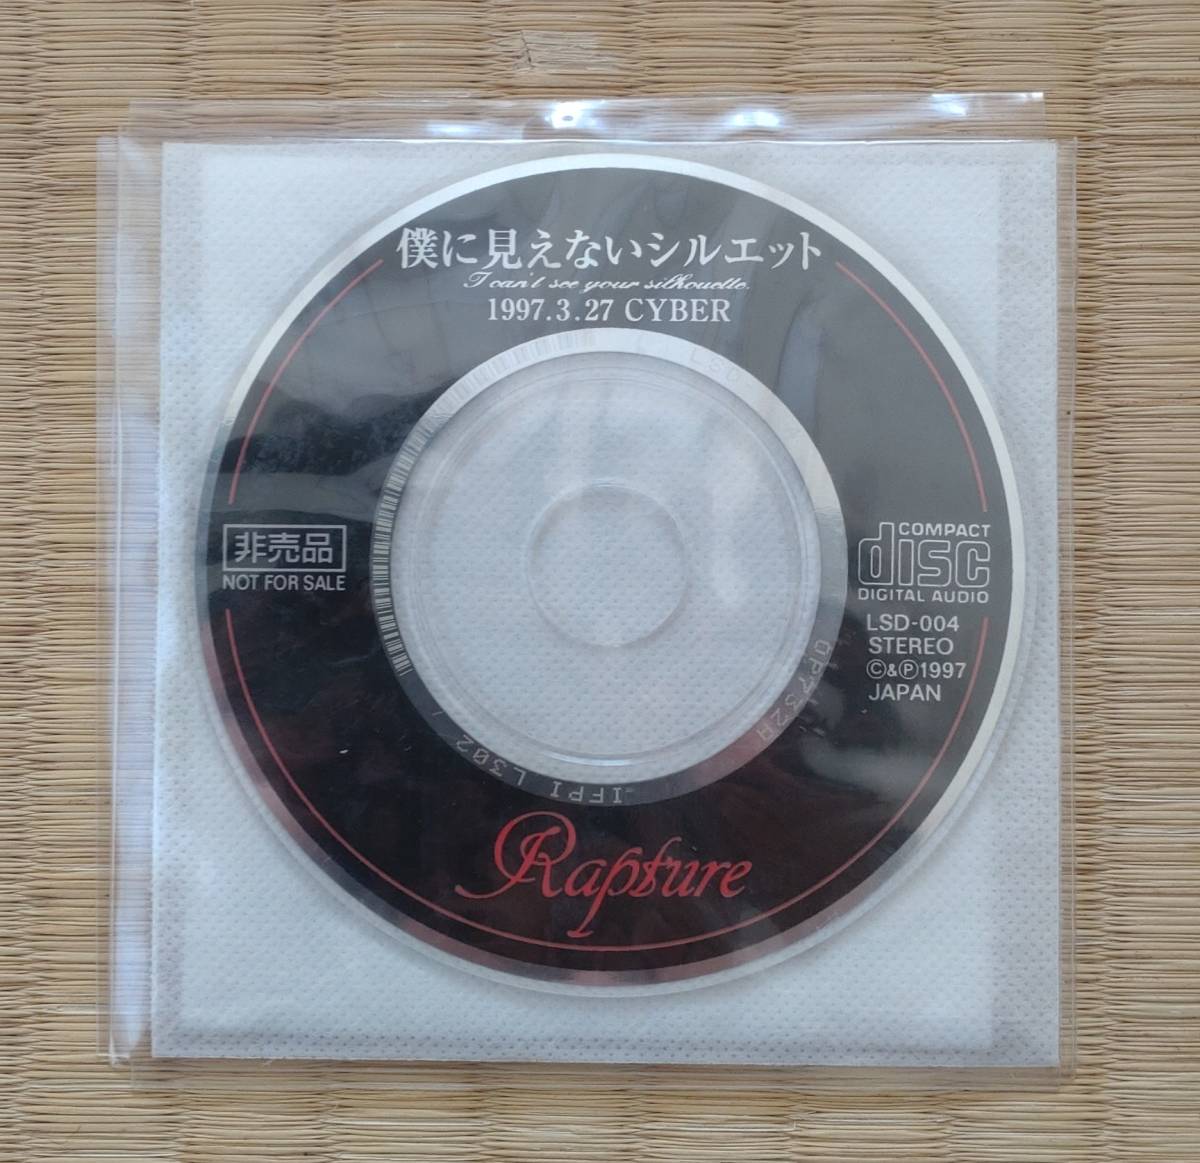 僕に見えないシルエット
I can't see your silhouette.
1997.3.27 CYBER
非売品
NOT FOR SALE
COMPACT
disc
DIGITAL AUDIO
LSD-004
STEREO
©&℗1997
JAPAN
IFPI L302
Rapture